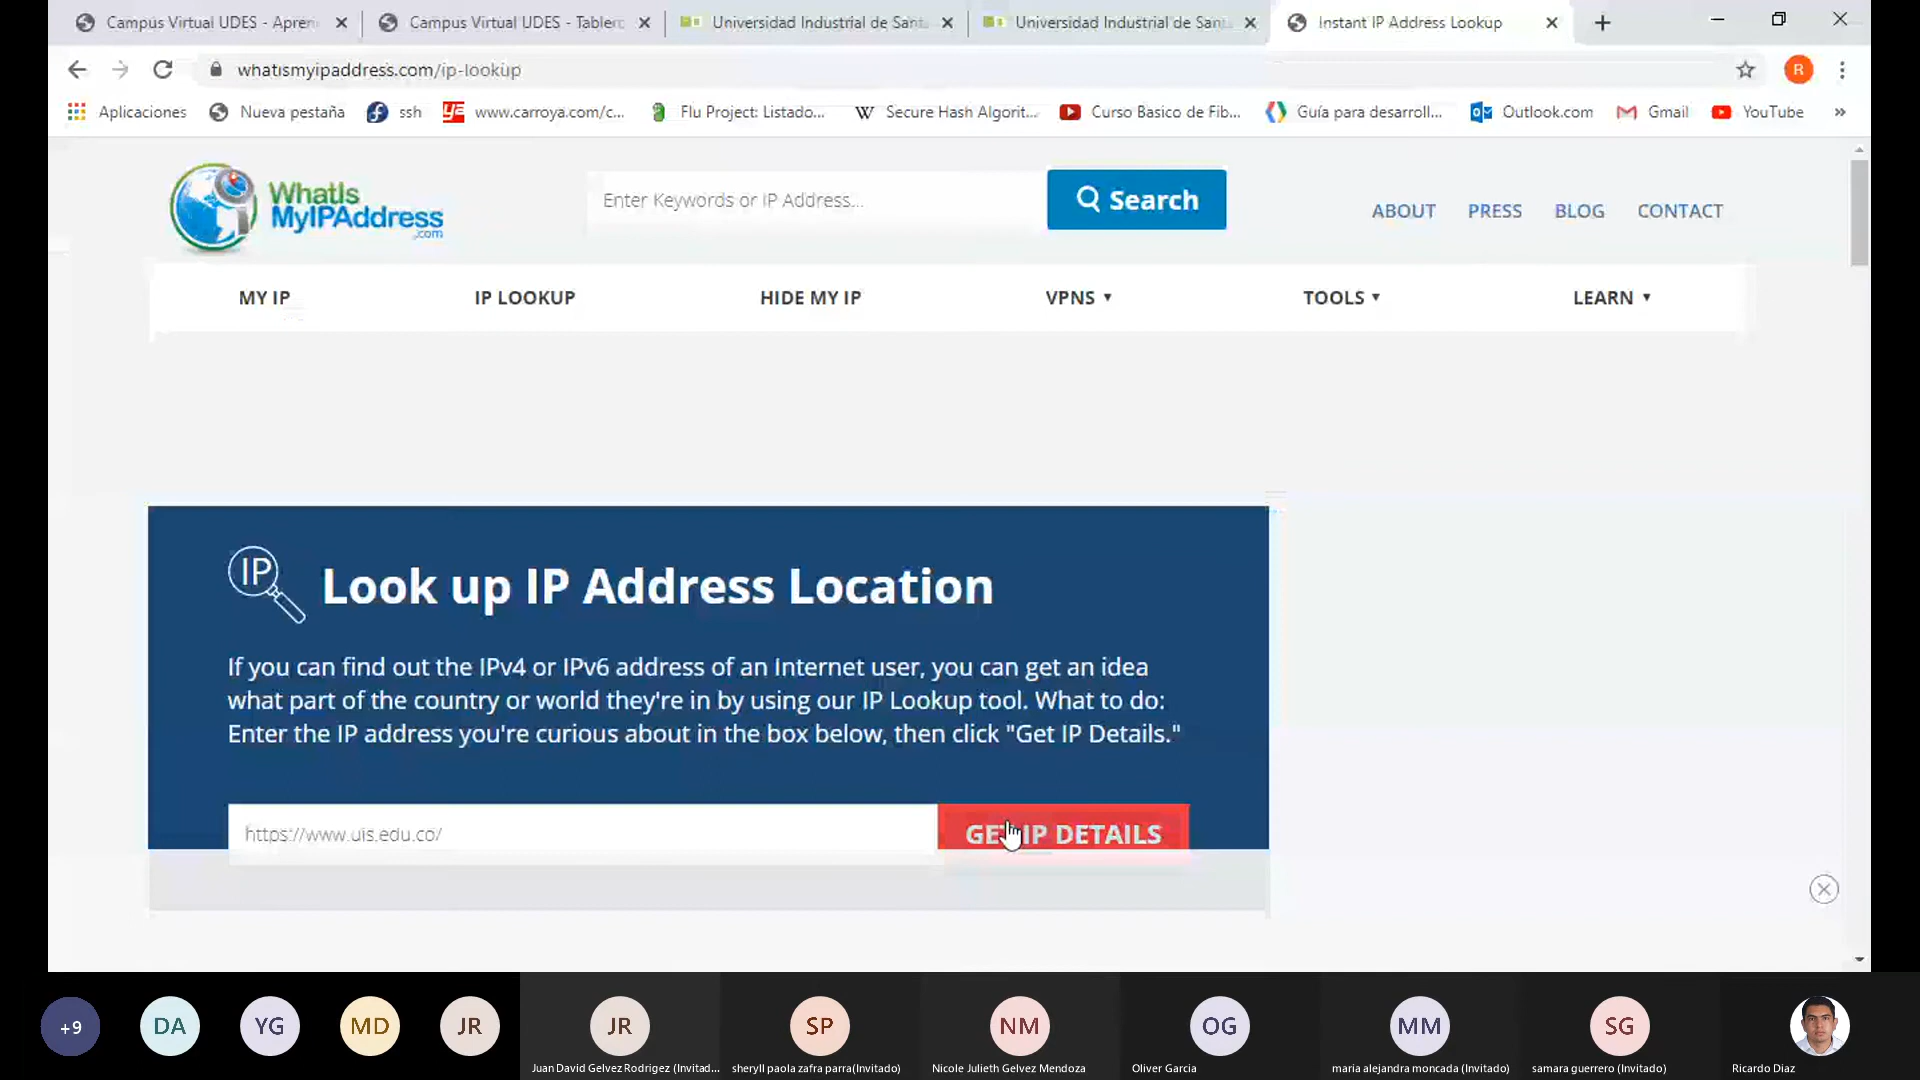 Campus Virtual UDES - Apren
Campus Virtual UDES - Tablero
Universidad Industrial de Santa
Universidad Industrial de Santa
Instant IP Address Lookup
whatismyipaddress.com/ip-lookup
R
Aplicaciones
Nueva pestaña
ssh
www.carroya.com/c...
Flu Project: Listado...
W Secure Hash Algorit...
Curso Basico de Fib...
Guía para desarroll...
Outlook.com
Gmail
YouTube
»
WhatIs
MyIPAddress
.com
Enter Keywords or IP Address...
Search
ABOUT
PRESS
BLOG
CONTACT
MY IP
IP LOOKUP
HIDE MY IP
VPNS
TOOLS
LEARN
IP
Look up IP Address Location
If you can find out the IPv4 or IPv6 address of an Internet user, you can get an idea
what part of the country or world they're in by using our IP Lookup tool. What to do:
Enter the IP address you're curious about in the box below, then click "Get IP Details."
https://www.uis.edu.co/
GET IP DETAILS
+9
DA
YG
MD
JR
JR
SP
NM
OG
MM
SG
Juan David Gelvez Rodrigez (Invitad...
sheryll paola zafra parra(Invitado)
Nicole Julieth Gelvez Mendoza
Oliver Garcia
maria alejandra moncada (Invitado)
samara guerrero (Invitado)
Ricardo Diaz